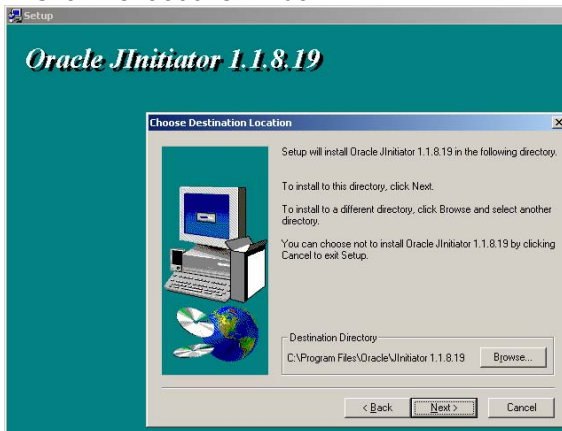 Setup
Oracle JInitiator 1.1.8.19
Choose Destination Location
Setup will install Oracle JInitiator 1.1.8.19 in the following directory.
To install to this directory, click Next.
To install to a different directory, click Browse and select another
directory.
You can choose not to install Oracle JInitiator 1.1.8.19 by clicking
Cancel to exit Setup.
Destination Directory
C:\Program Files\Oracle\JInitiator 1.1.8.19
Browse...
< Back
Next >
Cancel